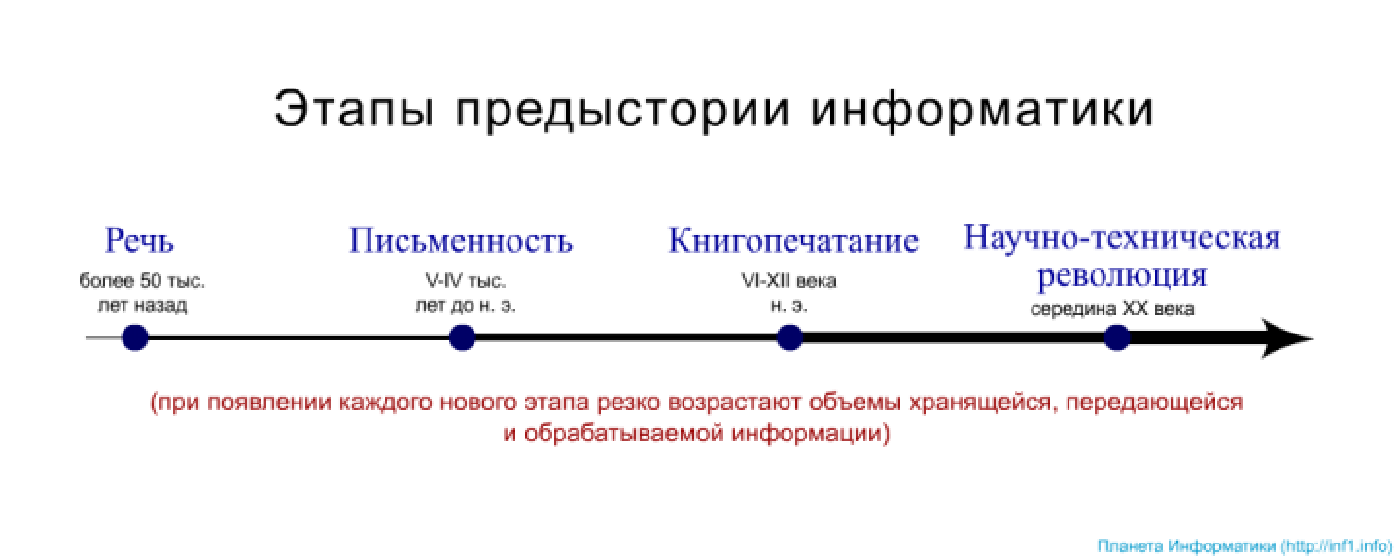 Этапы предыстории информатики
Речь
более 50 тыс.
лет назад
Письменность
V-IV тыс.
лет до н. э.
Книгопечатание
VI-XII века
н. э.
Научно-техническая
революция
середина XX века
(при появлении каждого нового этапа резко возрастают объемы хранящейся, передающейся
и обрабатываемой информации)
Планета Информатики (http://inf1.info)